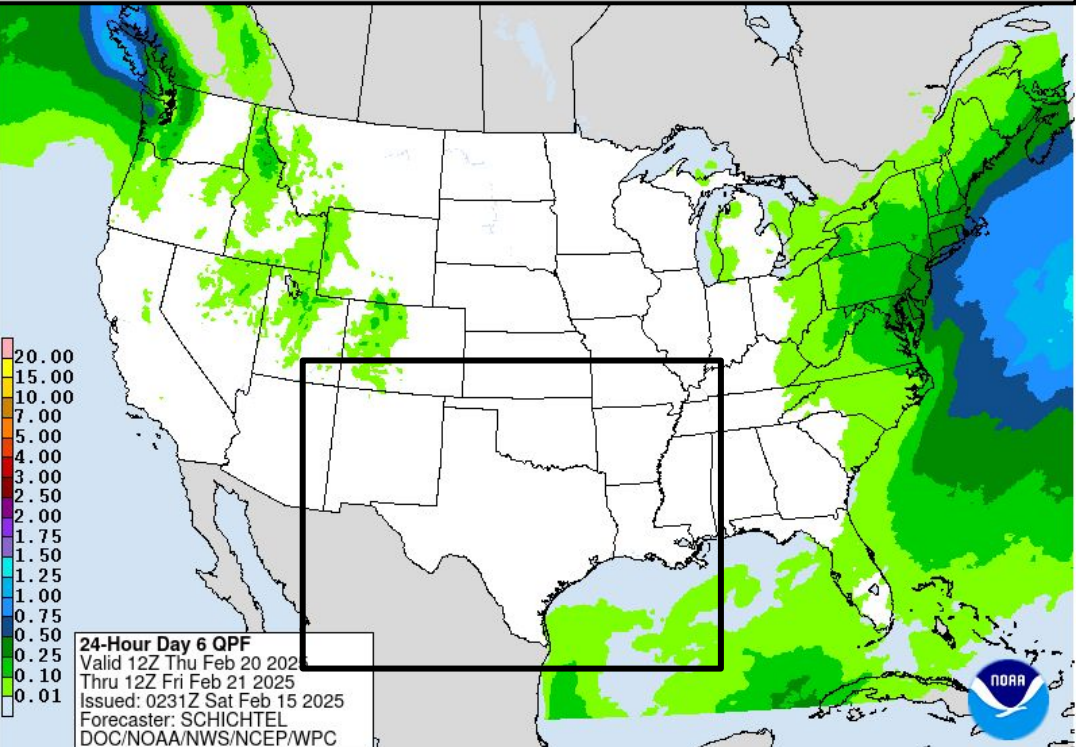 20.00
15.00
10.00
7.00
5.00
4.00
3.00
2.50
2.00
1.75
1.50
1.25
1.00
0.75
0.50
0.25
0.10
0.01
24-Hour Day 6 QPF
Valid 12Z Thu Feb 20 2025
Thru 12Z Fri Feb 21 2025
Issued: 0231Z Sat Feb 15 2025
Forecaster: SCHICHTEL
DOC/NOAA/NWS/NCEP/WPC
NOAA